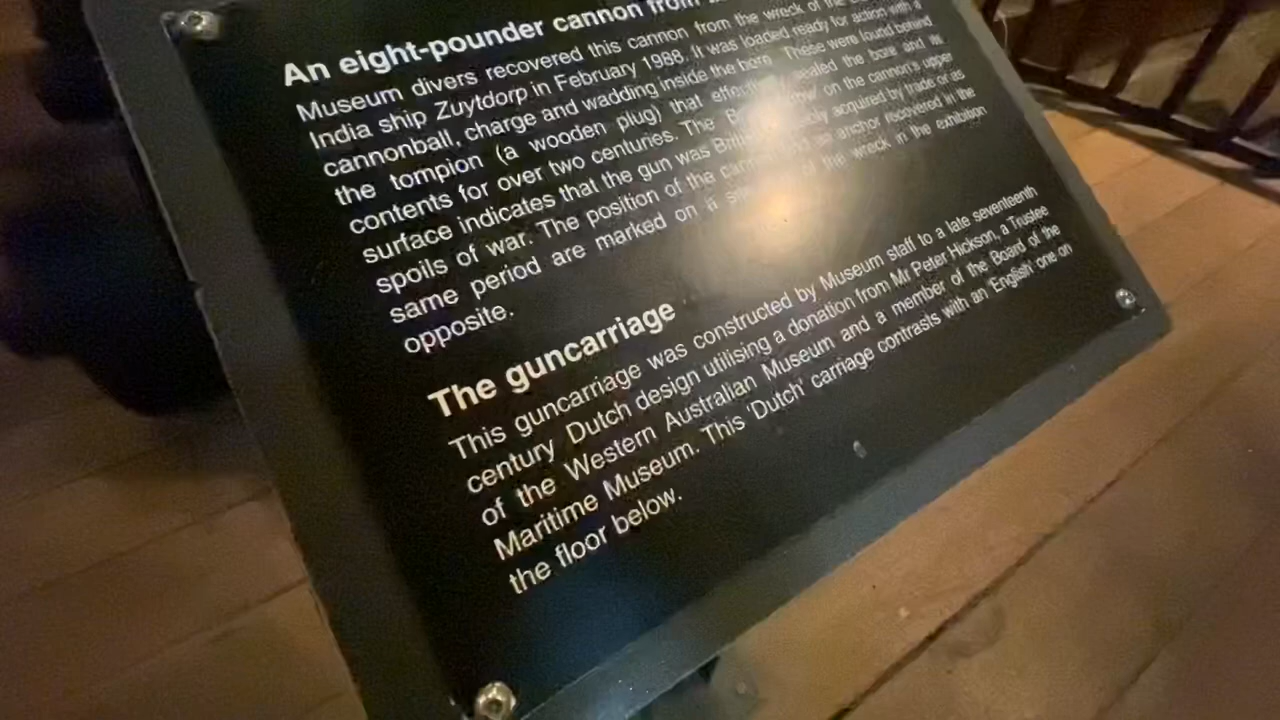 An eight-pounder cannon from
Museum divers recovered this cannon from the wreck of the
India ship Zuytdorp in February 1988. It was loaded ready for action with a
cannonball, charge and wadding inside the bore. These were found behind
the tompion (a wooden plug) that sealed the bore and its
contents for over two centuries. The on the cannon's upper
surface indicates that the gun was acquired by trade or as
spoils of war. The position of the anchor recovered in the
same period are marked on the wreck in the exhibition
opposite.
The guncarriage
This guncarriage was constructed by Museum staff to a late seventeenth
century Dutch design utilising a donation from Mr Peter Hickson, a Trustee
of the Western Australian Museum and a member of the Board of the
Maritime Museum. This 'Dutch' carriage contrasts with an 'English' one on
the floor below.